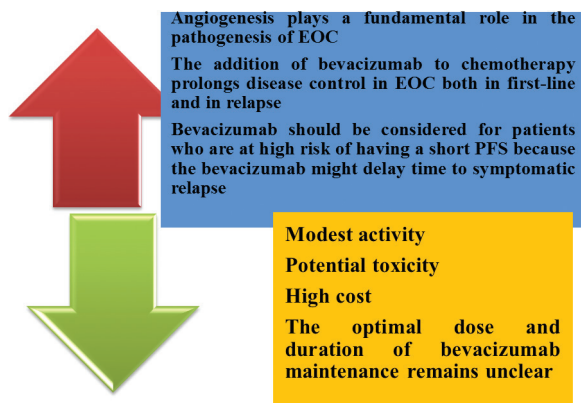 Angiogenesis plays a fundamental role in
the pathogenesis of EOC
The addition of bevacizumab to chemotherapy
prolongs disease control in EOC both in first-line
and in relapse
Bevacizumab should be considered for patients
who are at high risk of having a short PFS because
the bevacizumab might delay time to symptomatic
relapse
Modest activity
Potential toxicity
High cost
The optimal dose and
duration of bevacizumab
maintenance remains unclear